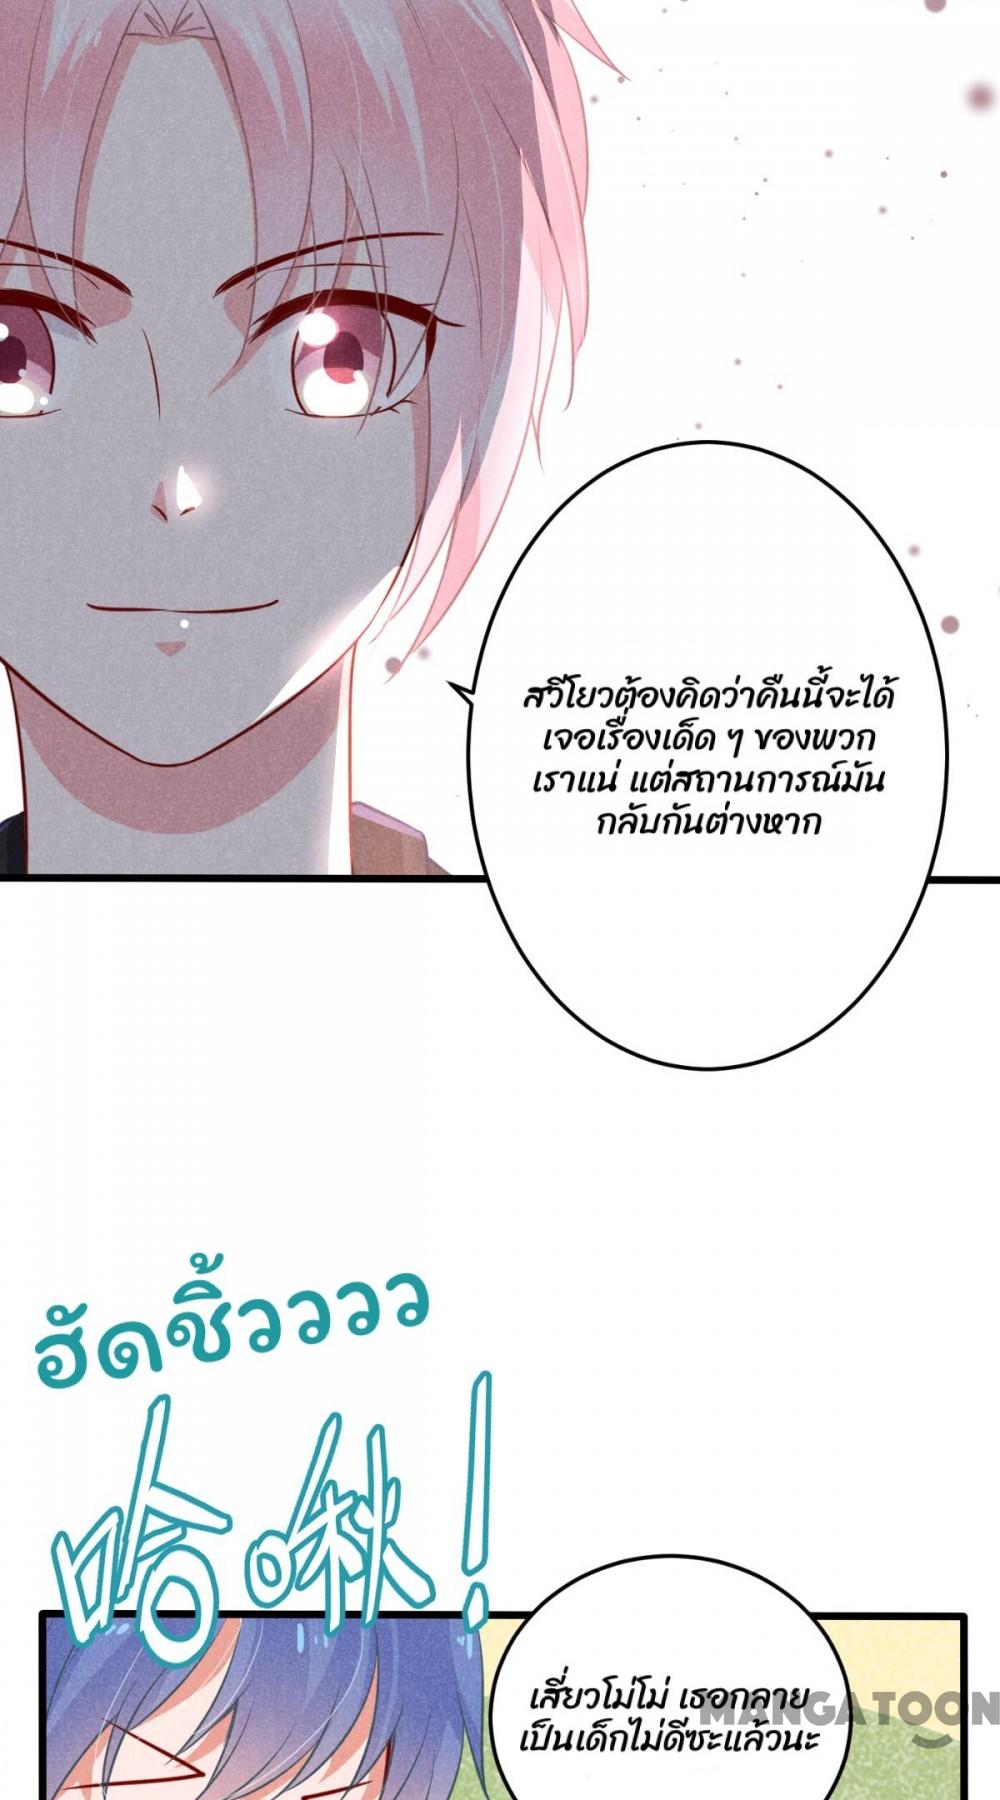 สวีโยวต้องคิดว่าคืนนี้จะได้
เจอเรื่องเด็ด ๆ ของพวก
เราแน่ แต่สถานการณ์มัน
กลับกันต่างหาก
ฮัดชิ้วววว
哈啾!
เสี่ยวโม่โม่ เธอกลาย
เป็นเด็กไม่ดีซะแล้วนะ
MANGATOON